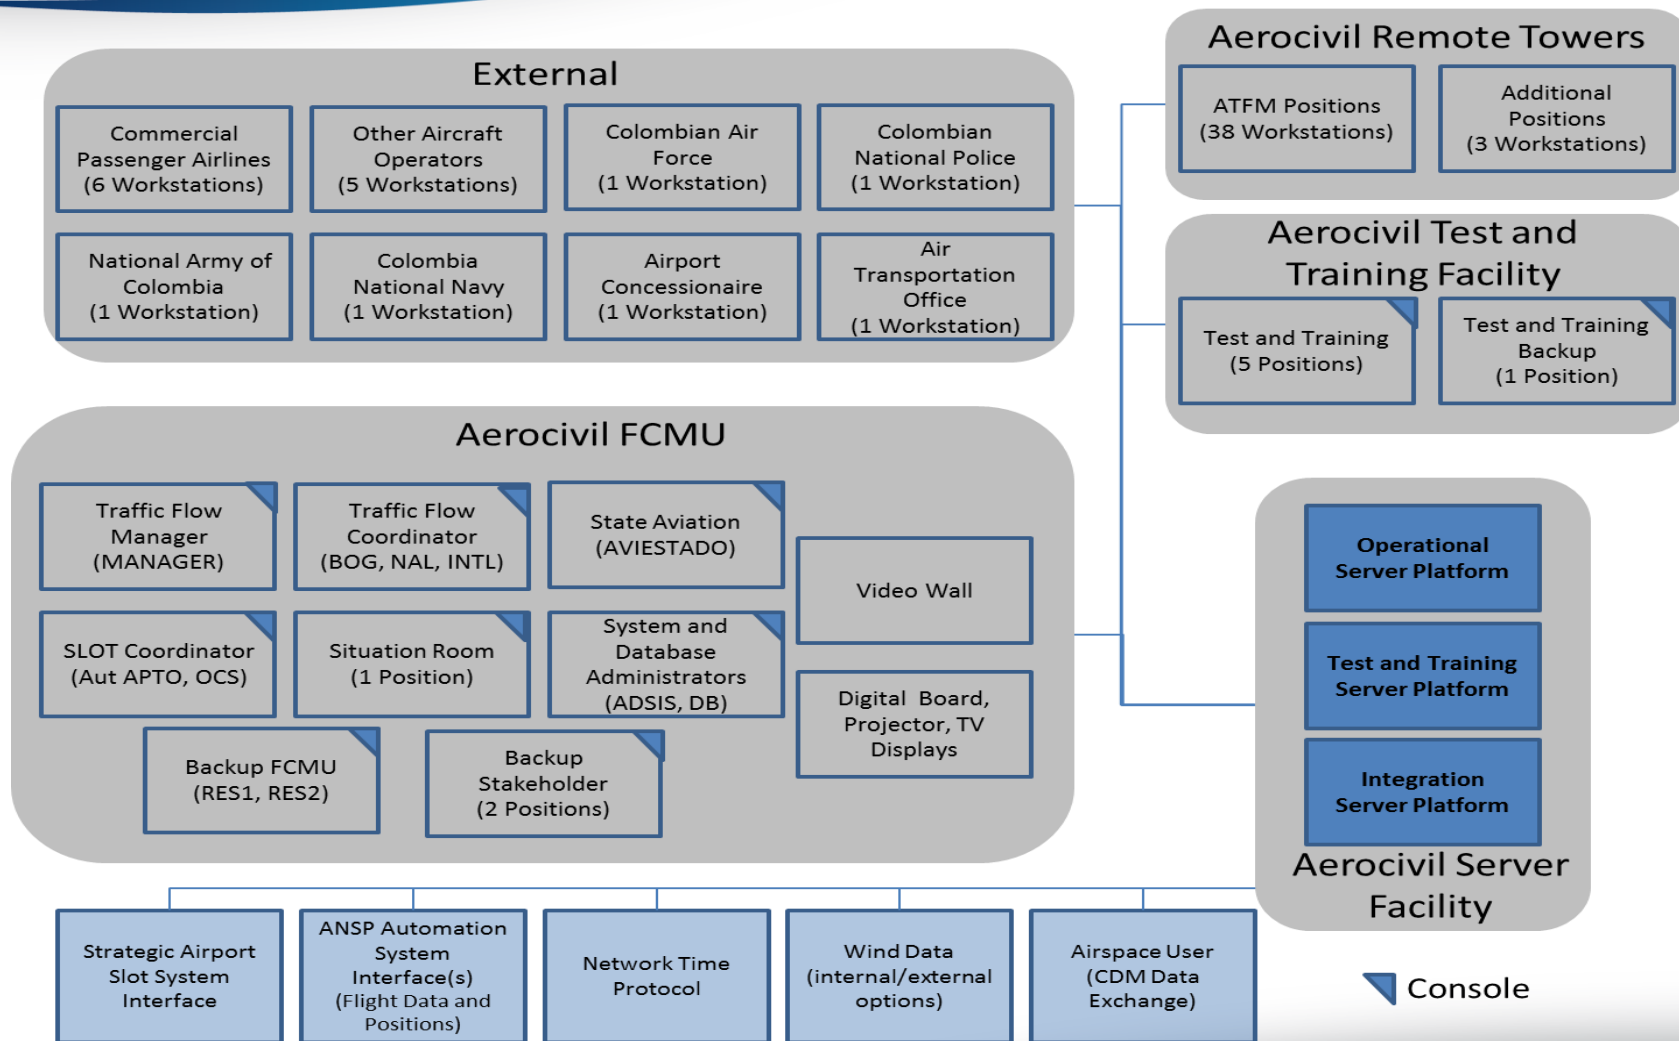 External
Commercial
Passenger Airlines
(6 Workstations)
Other Aircraft
Operators
(5 Workstations)
Colombian Air
Force
(1 Workstation)
Colombian
National Police
(1 Workstation)
National Army of
Colombia
(1 Workstation)
Colombia
National Navy
(1 Workstation)
Airport
Concessionaire
(1 Workstation)
Air
Transportation
Office
(1 Workstation)
Aerocivil Remote Towers
ATFM Positions
(38 Workstations)
Additional
Positions
(3 Workstations)
Aerocivil Test and
Training Facility
Test and Training
(5 Positions)
Test and Training
Backup
(1 Position)
Aerocivil FCMU
Traffic Flow
Manager
(MANAGER)
Traffic Flow
Coordinator
(BOG, NAL, INTL)
State Aviation
(AVIESTADO)
Video Wall
SLOT Coordinator
(Aut APTO, OCS)
Situation Room
(1 Position)
System and
Database
Administrators
(ADSIS, DB)
Digital Board,
Projector, TV
Displays
Backup FCMU
(RES1, RES2)
Backup
Stakeholder
(2 Positions)
Operational
Server Platform
Test and Training
Server Platform
Integration
Server Platform
Aerocivil Server
Facility
Strategic Airport
Slot System
Interface
ANSP Automation
System
Interface(s)
(Flight Data and
Positions)
Network Time
Protocol
Wind Data
(internal/external
options)
Airspace User
(CDM Data
Exchange)
Console